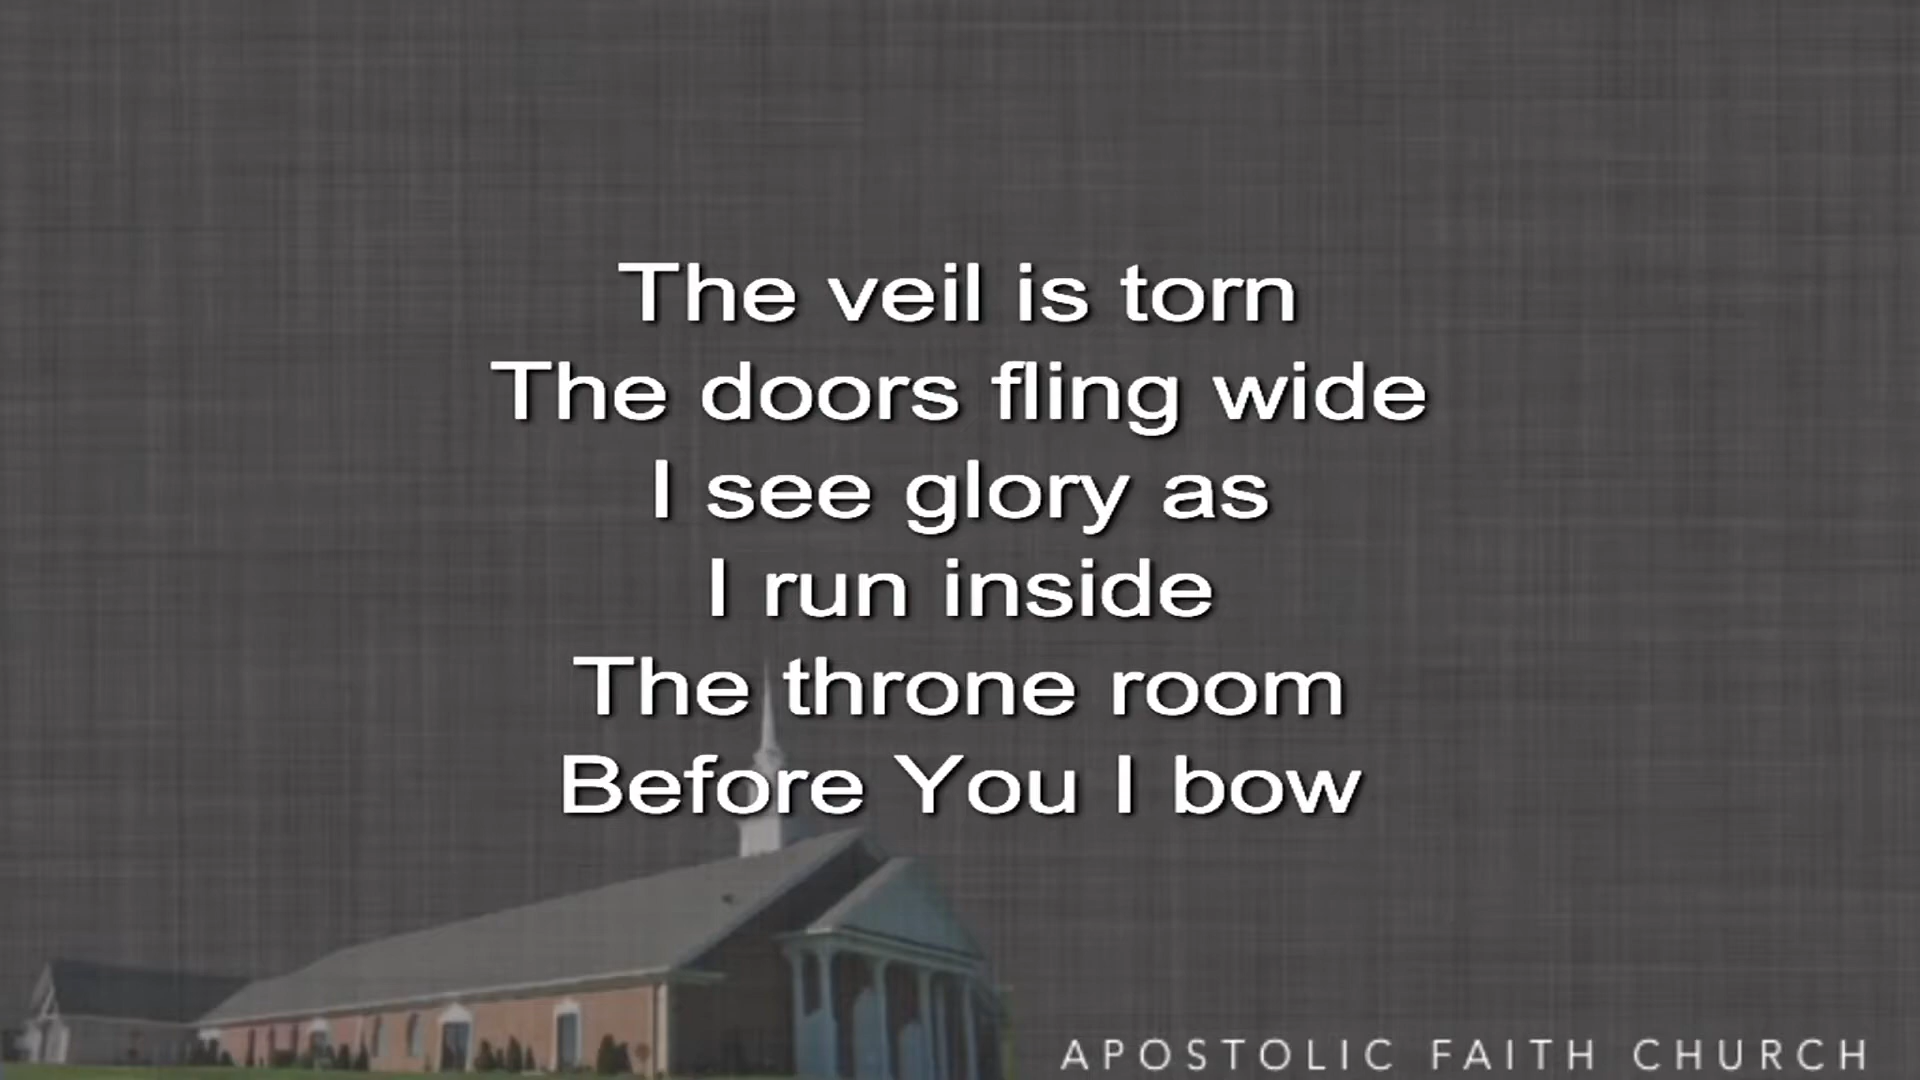 The veil is torn
The doors fling wide
I see glory as
I run inside
The throne room
Before You I bow
APOSTOLIC FAITH CHURCH